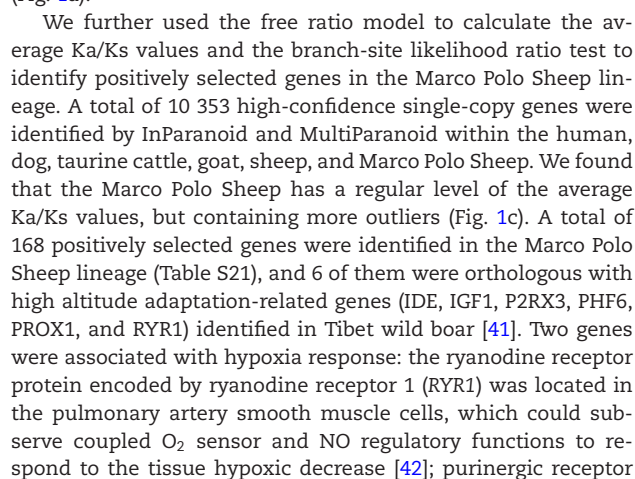 We further used the free ratio model to calculate the av-
erage Ka/Ks values and the branch-site likelihood ratio test to
identify positively selected genes in the Marco Polo Sheep lin-
eage. A total of 10 353 high-confidence single-copy genes were
identified by InParanoid and MultiParanoid within the human,
dog, taurine cattle, goat, sheep, and Marco Polo Sheep. We found
that the Marco Polo Sheep has a regular level of the average
Ka/Ks values, but containing more outliers (Fig. 1c). A total of
168 positively selected genes were identified in the Marco Polo
Sheep lineage (Table S21), and 6 of them were orthologous with
high altitude adaptation-related genes (IDE, IGF1, P2RX3, PHF6,
PROX1, and RYR1) identified in Tibet wild boar [41]. Two genes
were associated with hypoxia response: the ryanodine receptor
protein encoded by ryanodine receptor 1 (RYR1) was located in
the pulmonary artery smooth muscle cells, which could sub-
serve coupled O2 sensor and NO regulatory functions to re-
spond to the tissue hypoxic decrease [42]; purinergic receptor